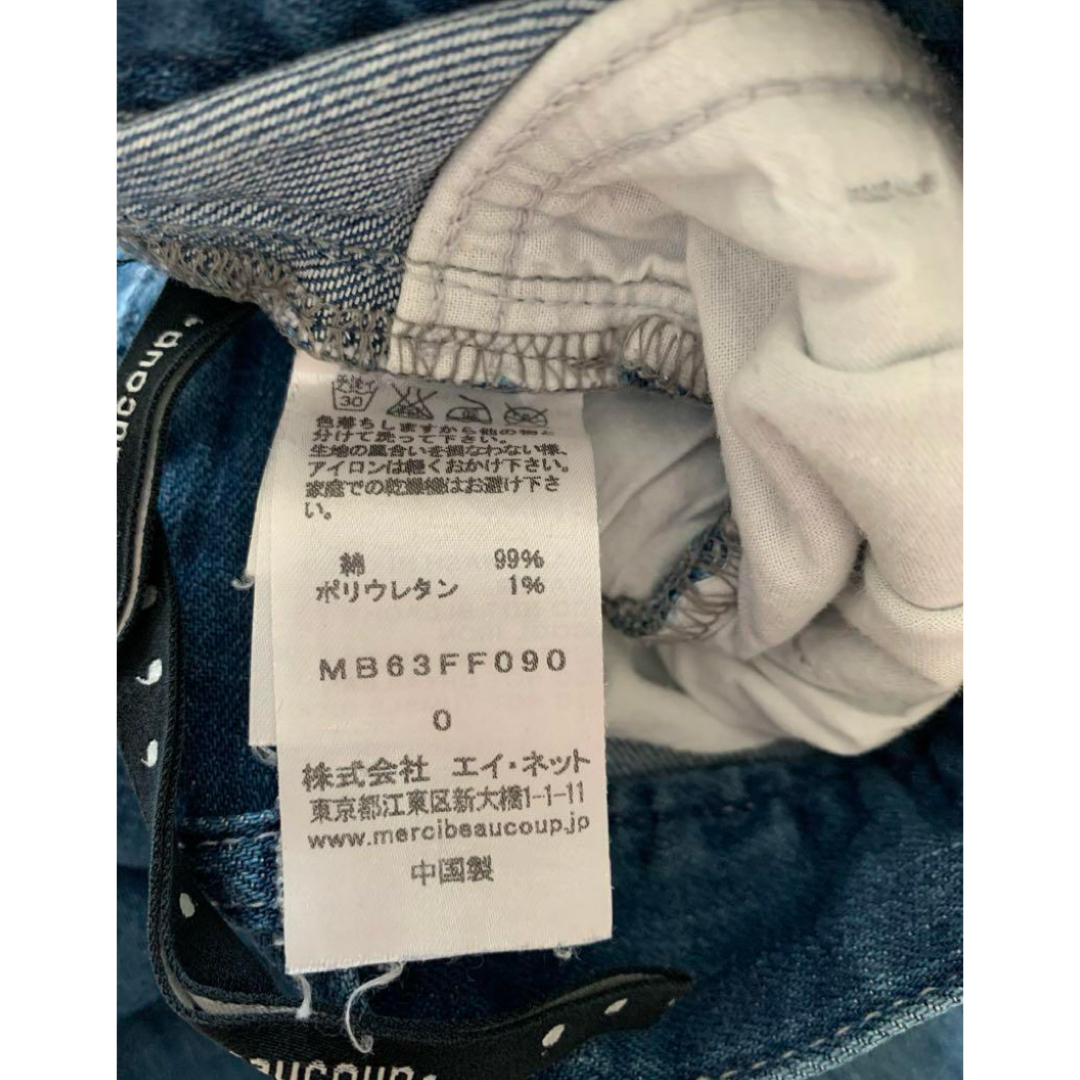 手洗イ
30
色落ちしますから他の物と
分けて洗って下さい。
生地の風合いを損なわない様、
アイロンは軽くおかけ下さい。
家庭での乾燥機はお避け下さ
い。
綿 99%
ポリウレタン 1%
MB63FF090
0
株式会社 エイ・ネット
東京都江東区新大橋1-1-11
www.mercibeaucoup.jp
中国製
aucoup,
aucoup,